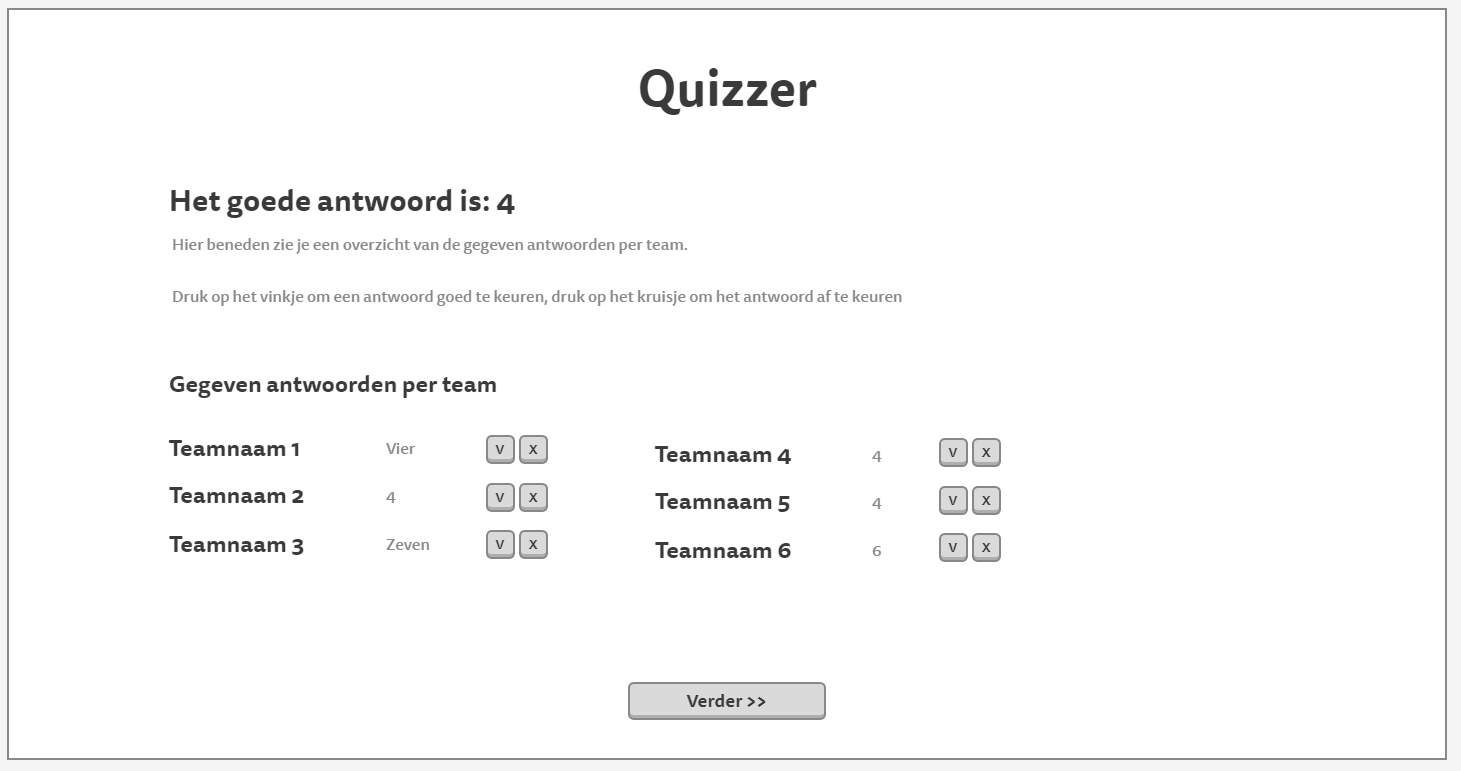 Quizzer
Het goede antwoord is: 4
Hier beneden zie je een overzicht van de gegeven antwoorden per team.
Druk op het vinkje om een antwoord goed te keuren, druk op het kruisje om het antwoord af te keuren
Gegeven antwoorden per team
Teamnaam 1 Vier V X
Teamnaam 2 4 V X
Teamnaam 3 Zeven V X
Teamnaam 4 4 V X
Teamnaam 5 4 V X
Teamnaam 6 6 V X
Verder >>